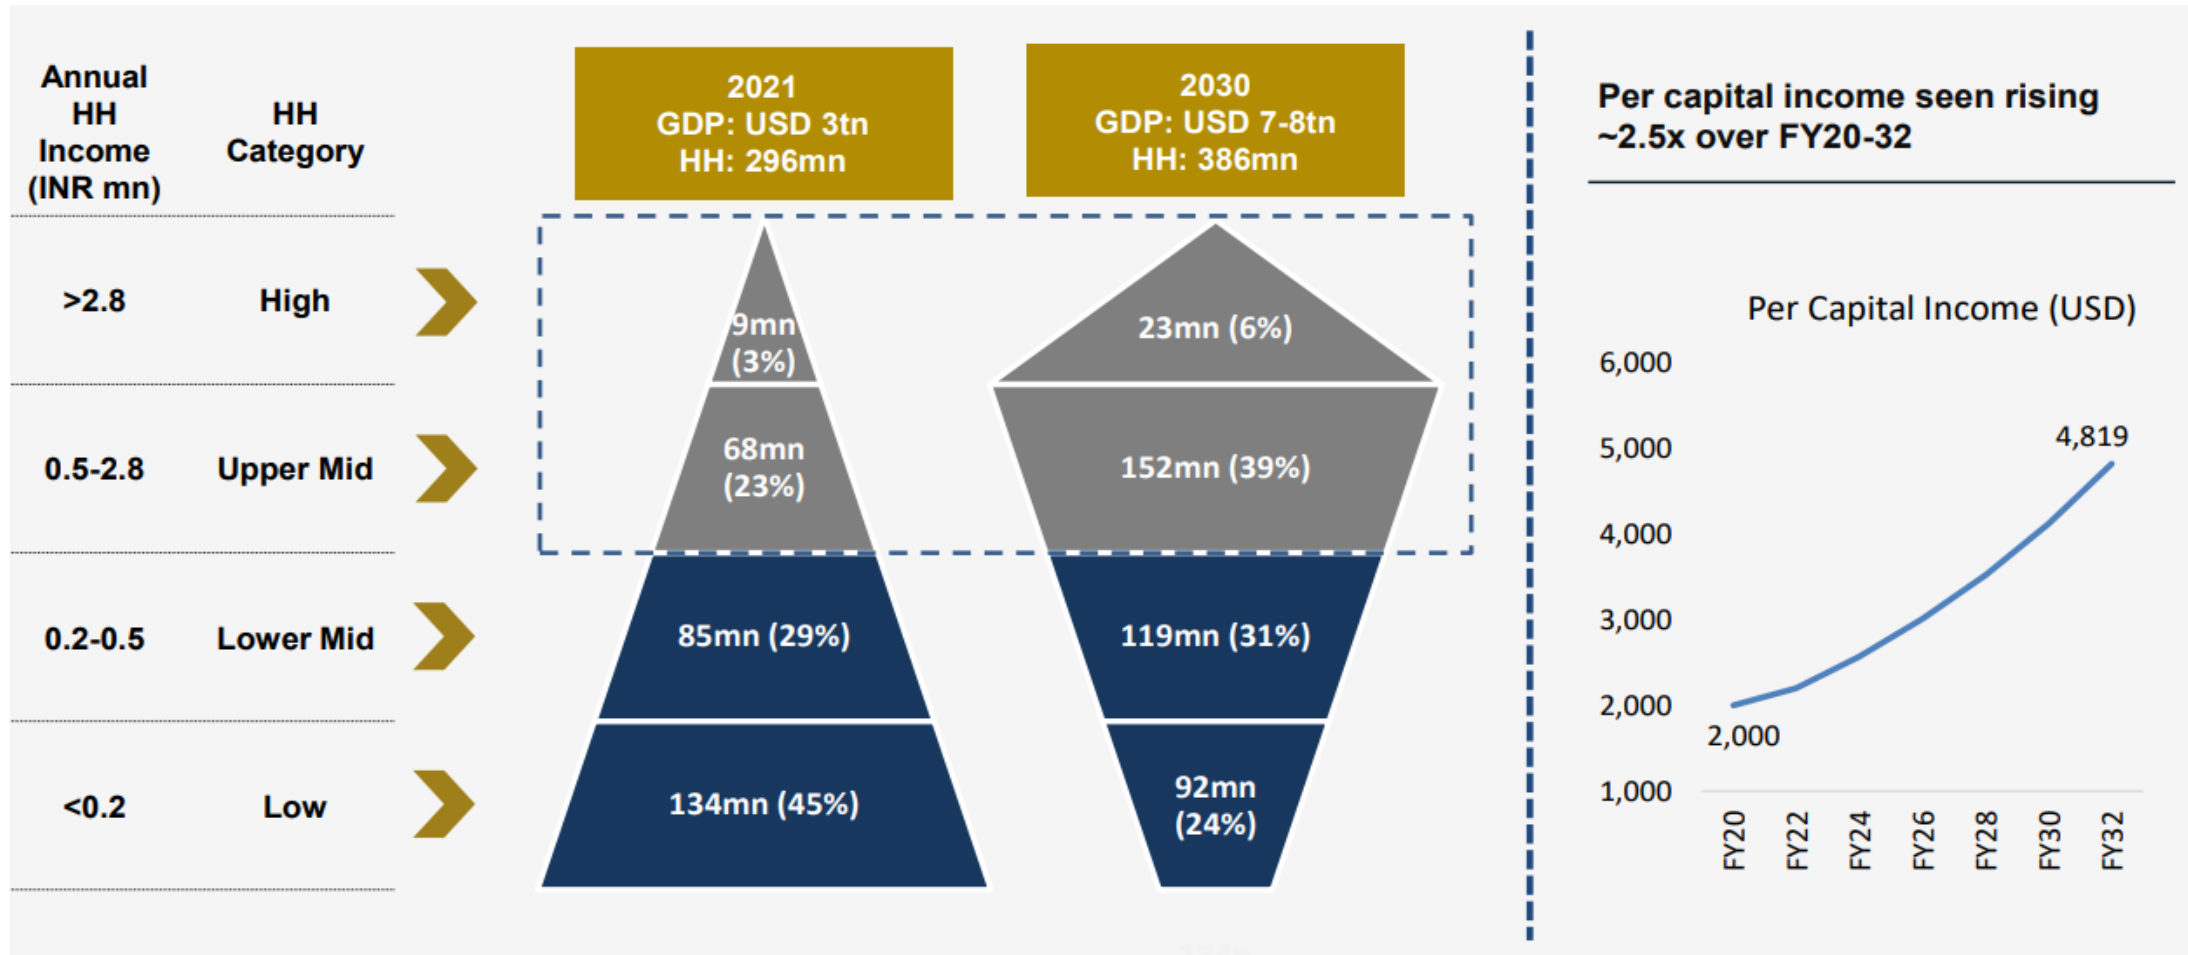 Annual
HH
Income
(INR mn)
HH
Category
2021
GDP: USD 3tn
HH: 296mn
2030
GDP: USD 7-8tn
HH: 386mn
>2.8
High
9mn
(3%)
23mn (6%)
0.5-2.8
Upper Mid
68mn
(23%)
152mn (39%)
0.2-0.5
Lower Mid
85mn (29%)
119mn (31%)
<0.2
Low
134mn (45%)
92mn
(24%)
Per capital income seen rising
~2.5x over FY20-32
Per Capital Income (USD)
6,000
5,000
4,000
3,000
2,000
1,000
4,819
2,000
FY20
FY22
FY24
FY26
FY28
FY30
FY32